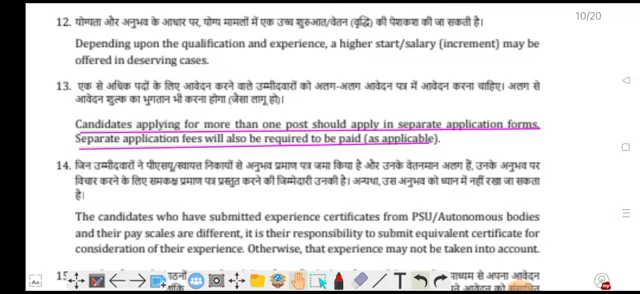 10/20
12. योग्यता और अनुभव के आधार पर, योग्य मामलों में एक उच्च शुरुआत/वेतन (वृद्धि) की पेशकश की जा सकती है।
Depending upon the qualification and experience, a higher start/salary (increment) may be
offered in deserving cases.
13. एक से अधिक पदों के लिए आवेदन करने वाले उम्मीदवारों को अलग-अलग आवेदन पत्र में आवेदन करना चाहिए। अलग से
आवेदन शुल्क का भुगतान भी करना होगा (जैसा लागू हो)।
Candidates applying for more than one post should apply in separate application forms.
Separate application fees will also be required to be paid (as applicable).
14. जिन उम्मीदवारों ने पीएसयू/स्वायत्त निकायों से अनुभव प्रमाण पत्र जमा किया है और उनके वेतनमान अलग हैं, उनके अनुभव पर
विचार करने के लिए समकक्ष प्रमाण पत्र प्रस्तुत करने की जिम्मेदारी उनकी है। अन्यथा, उस अनुभव को ध्यान में नहीं रखा जा सकता
है।
The candidates who have submitted experience certificates from PSU/Autonomous bodies
and their pay scales are different, it is their responsibility to submit equivalent certificate for
consideration of their experience. Otherwise, that experience may not be taken into account.
माध्यम से अपना आवेदन